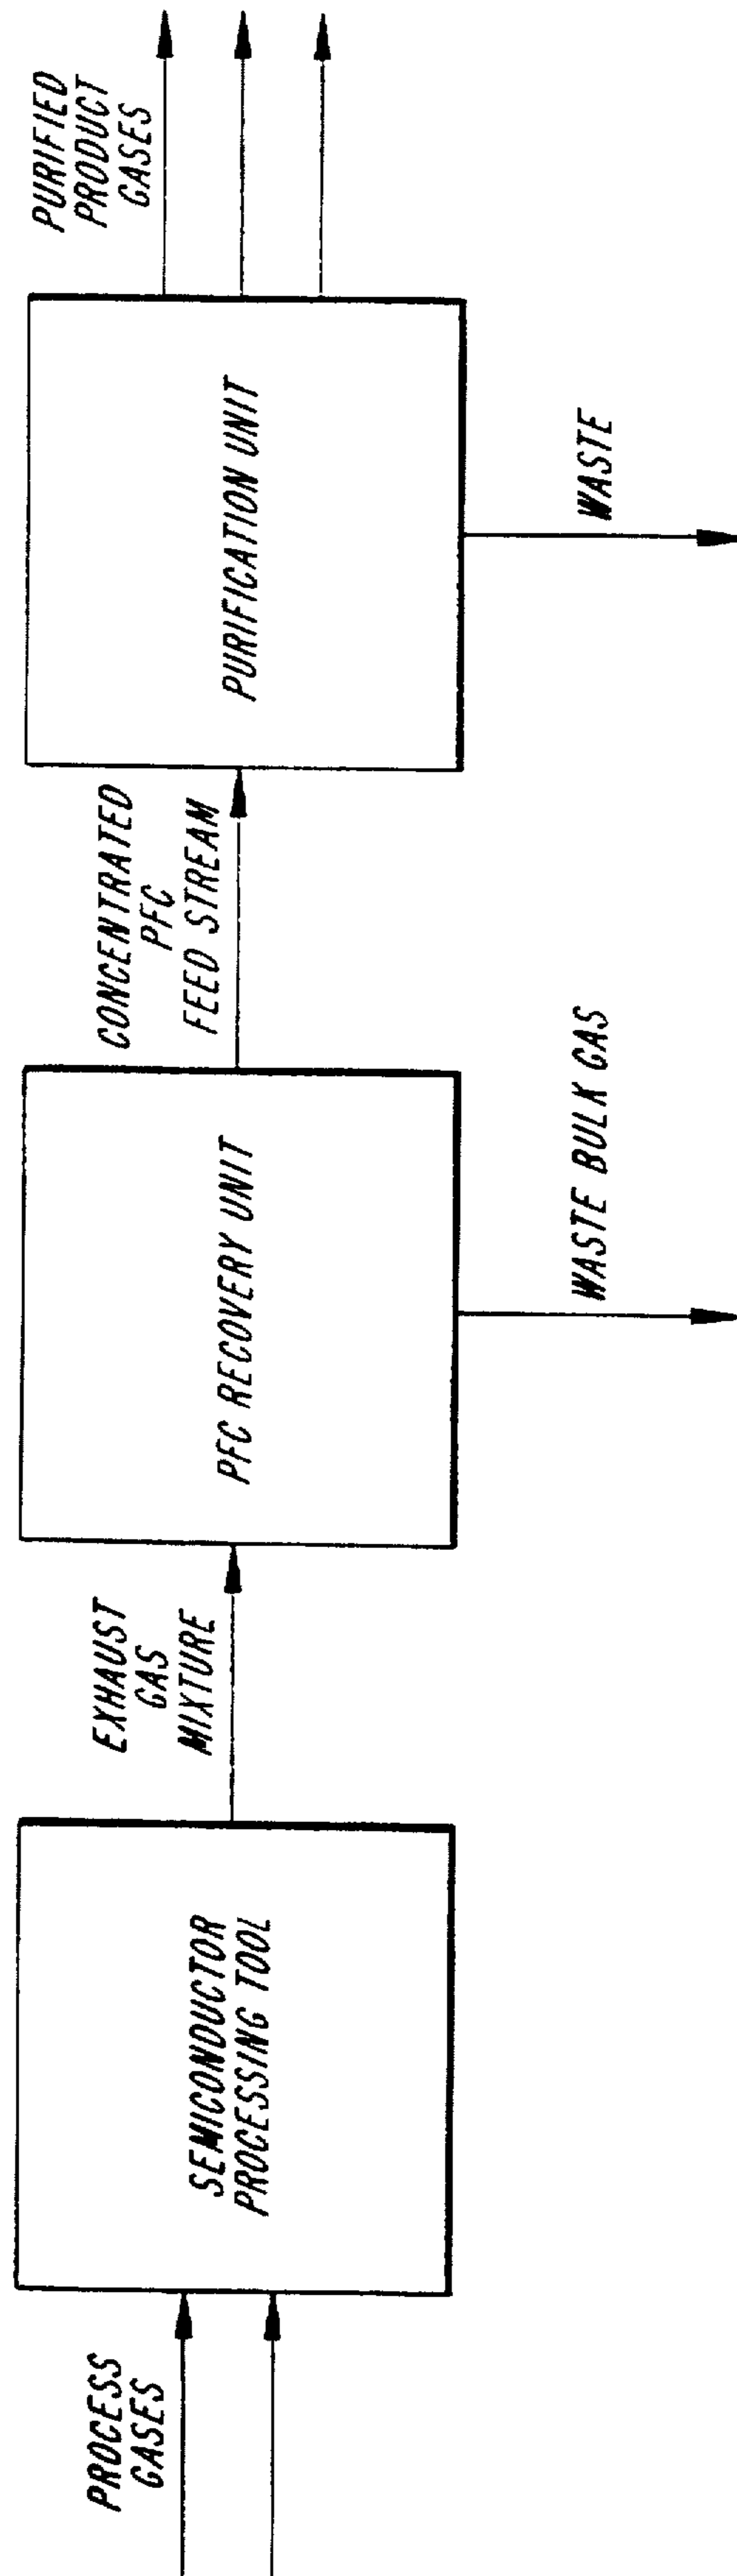 PROCESS
GASES
SEMICONDUCTOR
PROCESSING TOOL
EXHAUST
GAS
MIXTURE
PFC RECOVERY UNIT
WASTE BULK GAS
CONCENTRATED
PFC
FEED STREAM
PURIFICATION UNIT
WASTE
PURIFIED
PRODUCT
GASES